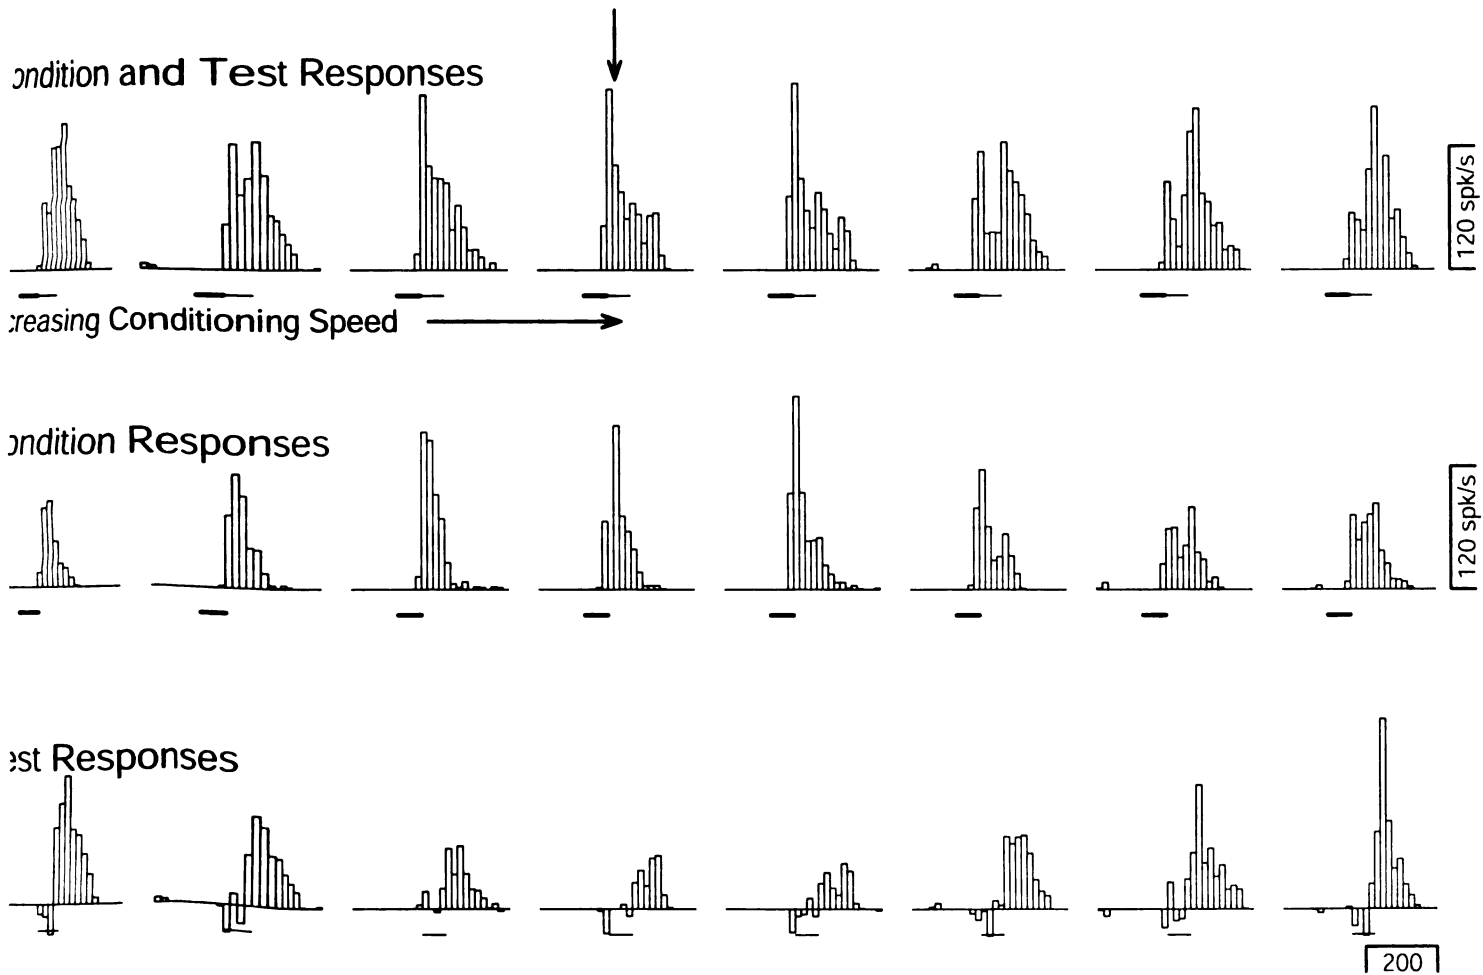 ondition and Test Responses
120 spk/s
creasing Conditioning Speed
ondition Responses
120 spk/s
est Responses
200